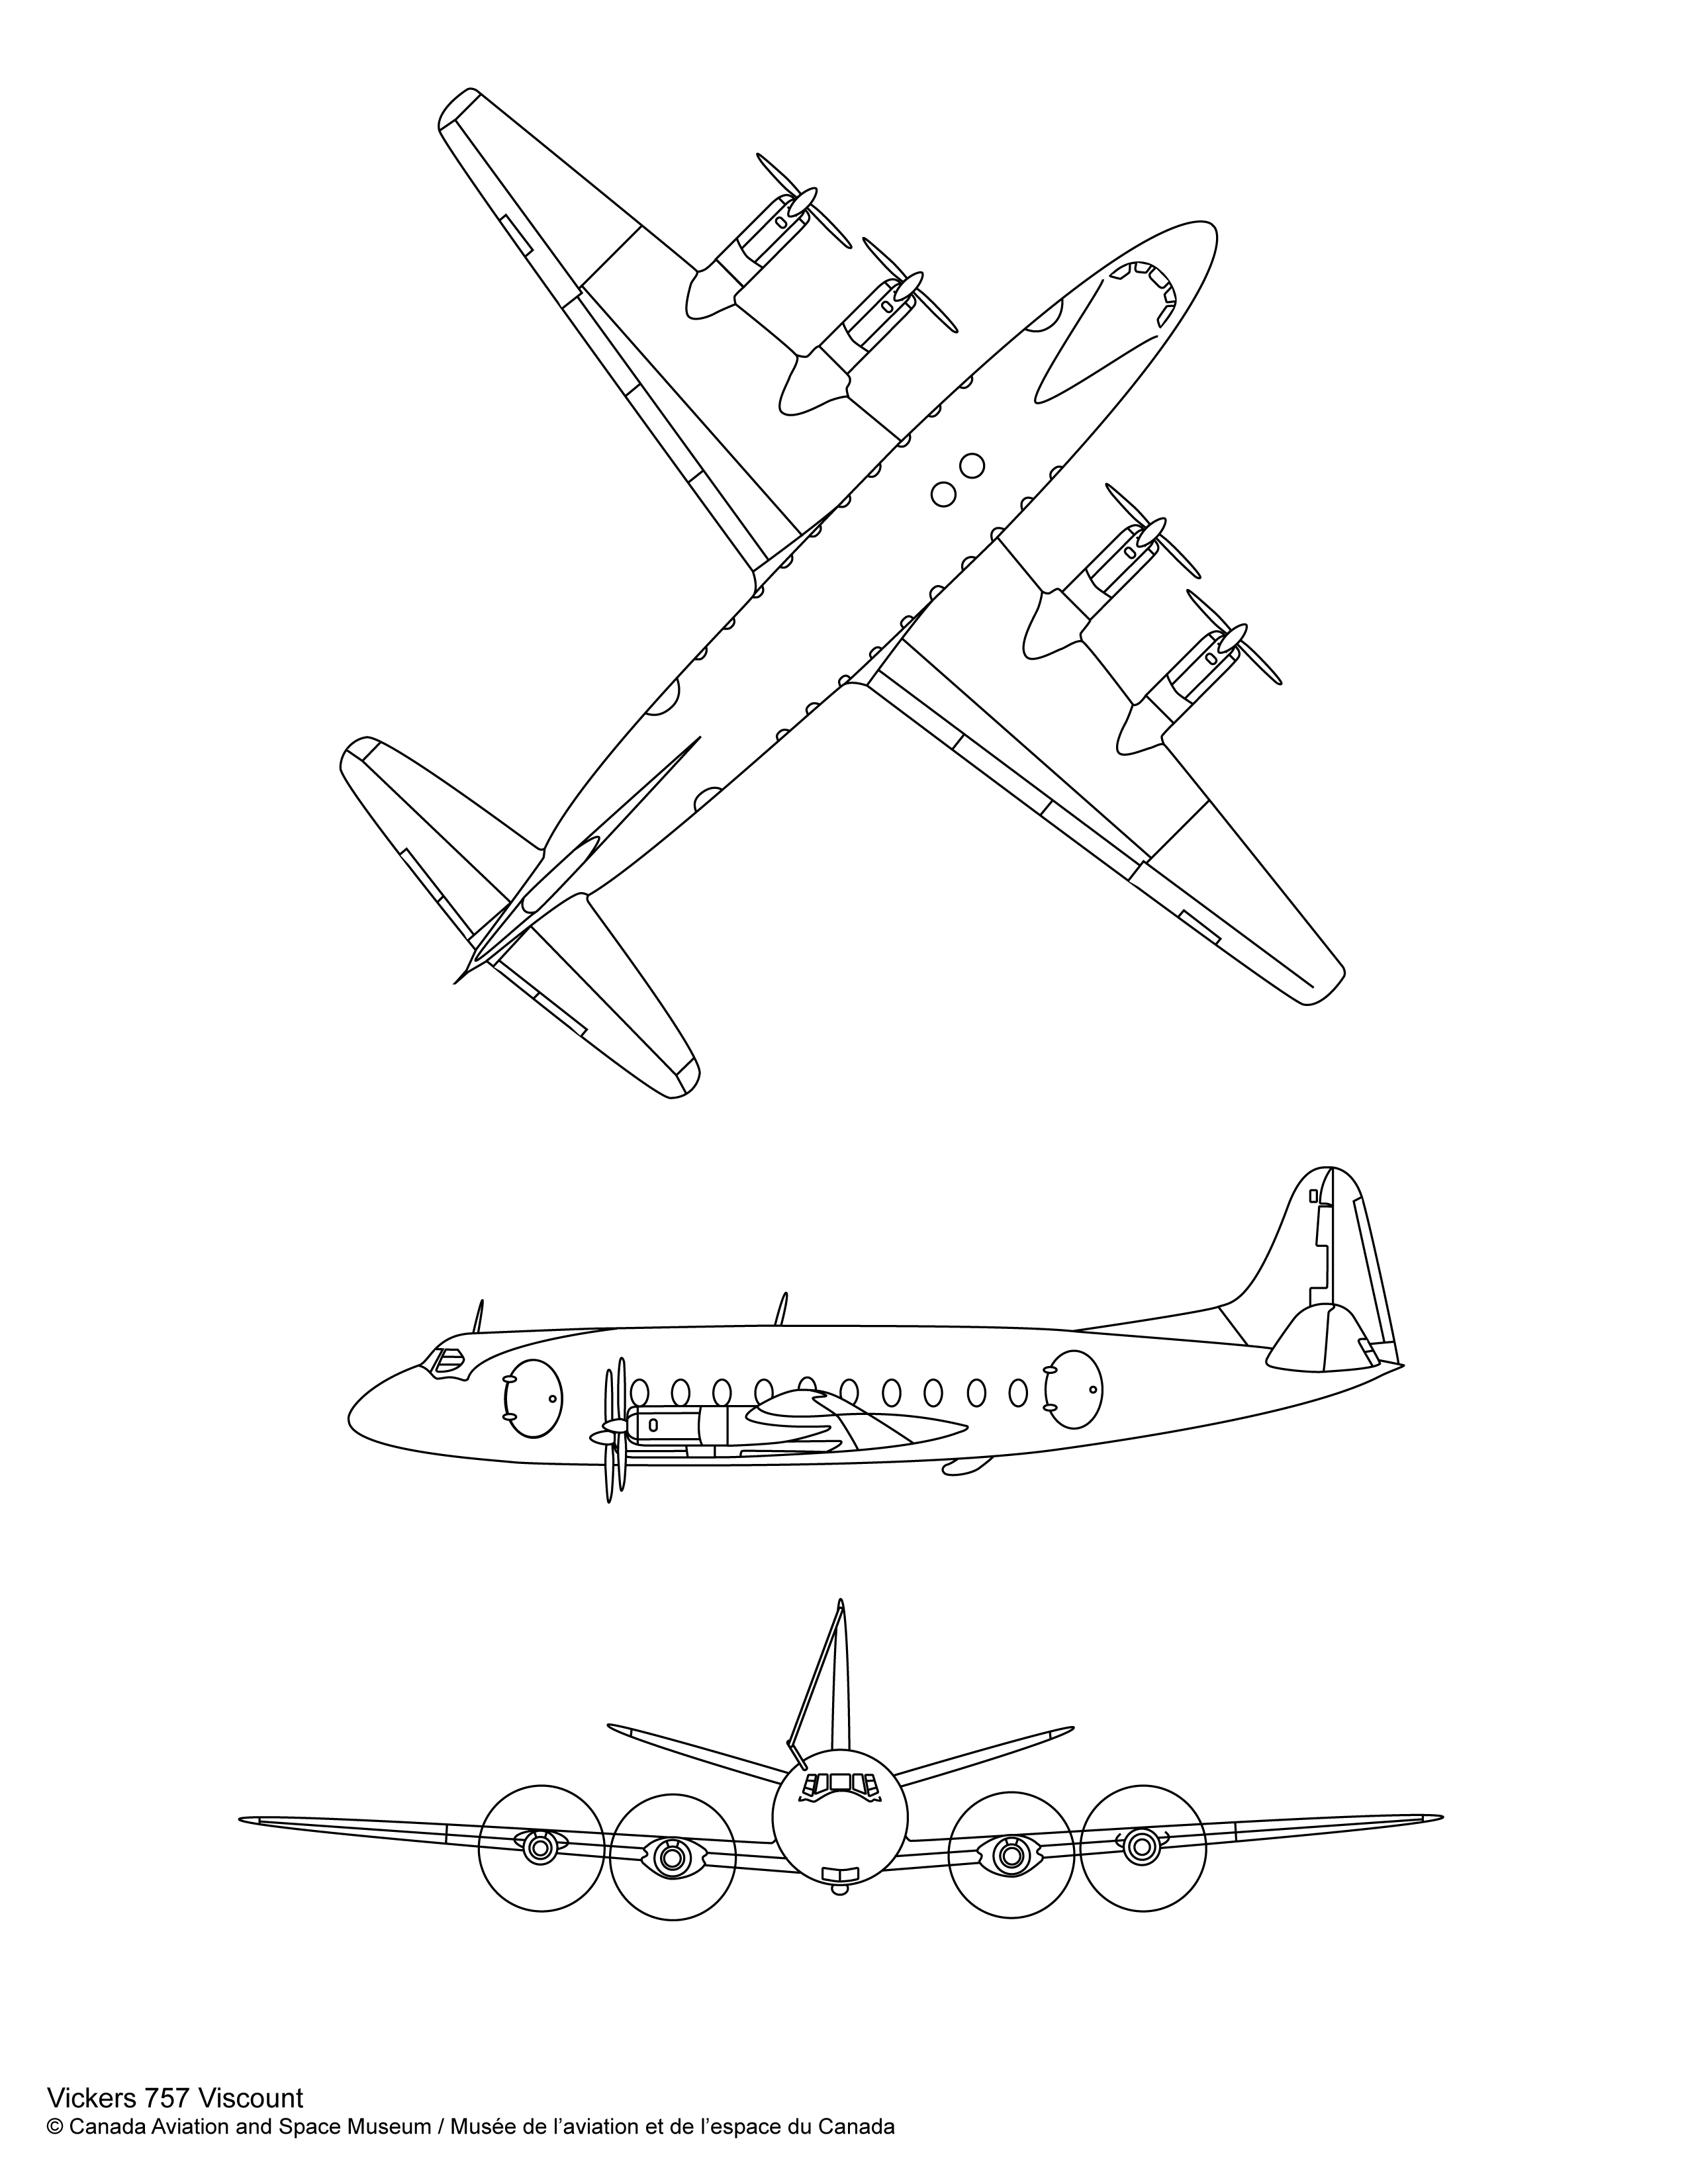 Vickers 757 Viscount
© Canada Aviation and Space Museum / Musée de l’aviation et de l’espace du Canada